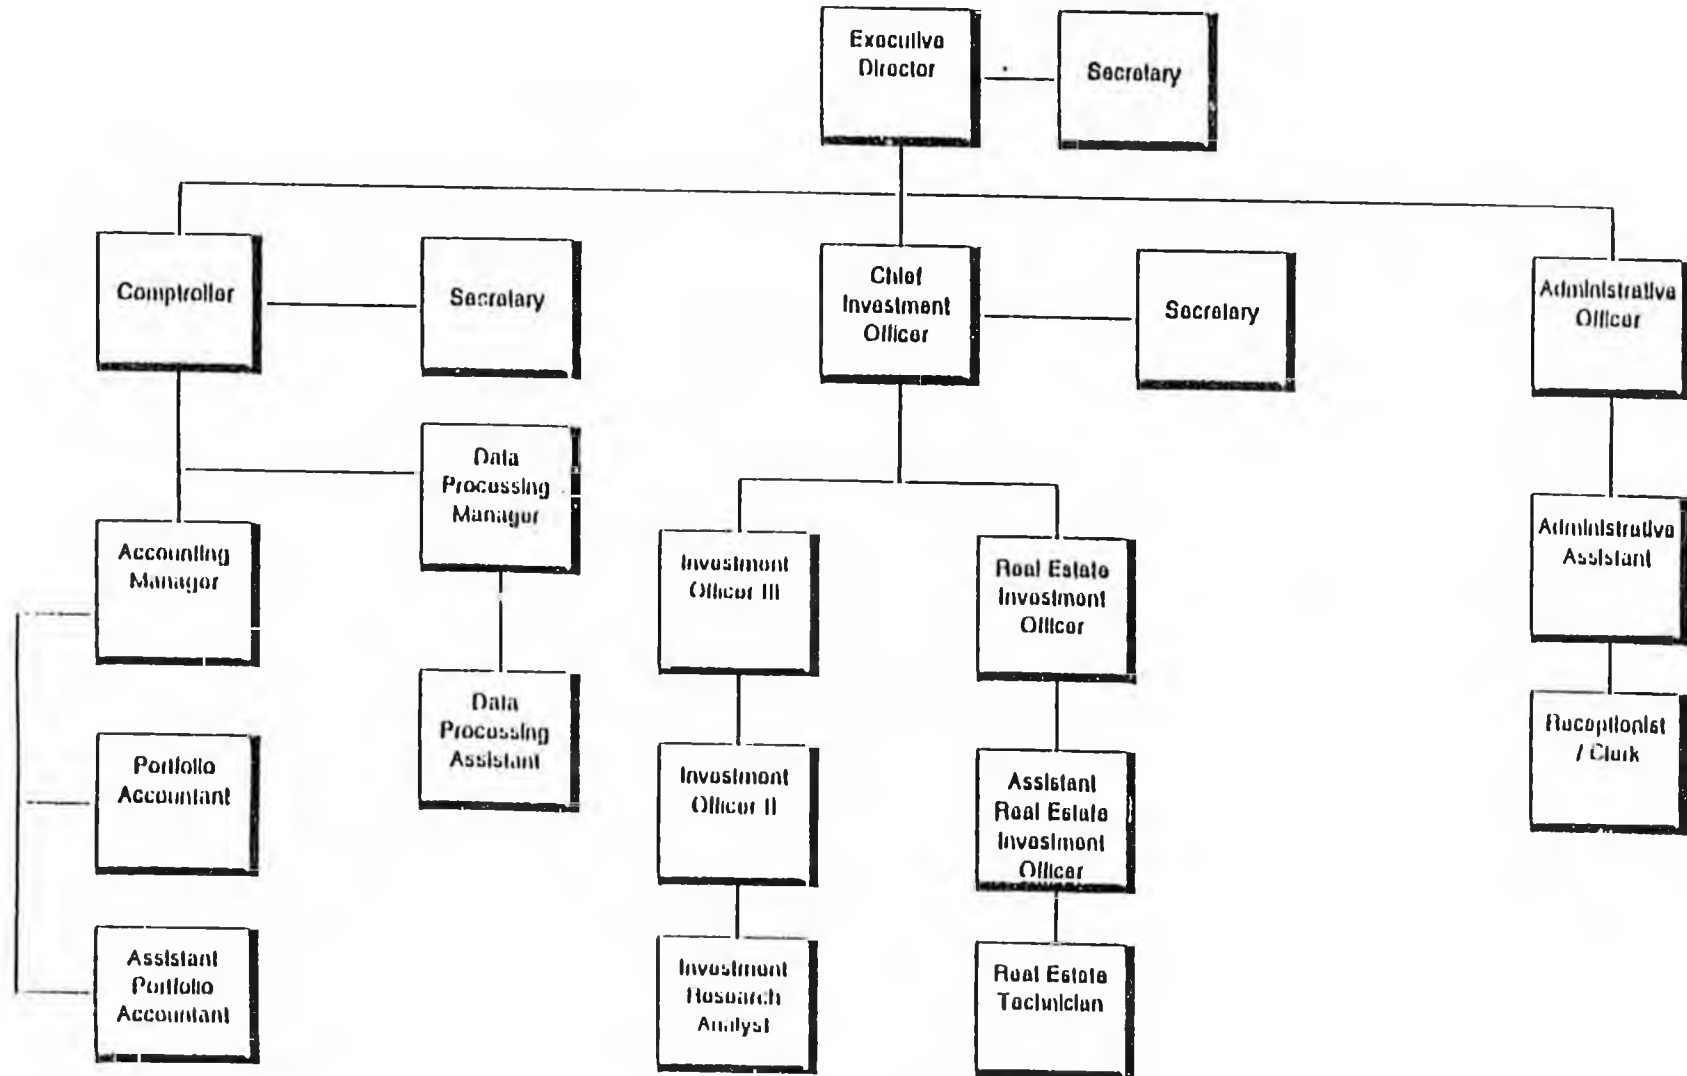 Executive
Director
Secretary
Comptroller
Secretary
Chief
Investment
Officer
Secretary
Administrative
Officer
Data
Processing
Manager
Accounting
Manager
Investment
Officer III
Real Estate
Investment
Officer
Administrative
Assistant
Data
Processing
Assistant
Receptionist
/ Clerk
Portfolio
Accountant
Investment
Officer II
Assistant
Real Estate
Investment
Officer
Assistant
Portfolio
Accountant
Investment
Research
Analyst
Real Estate
Technician